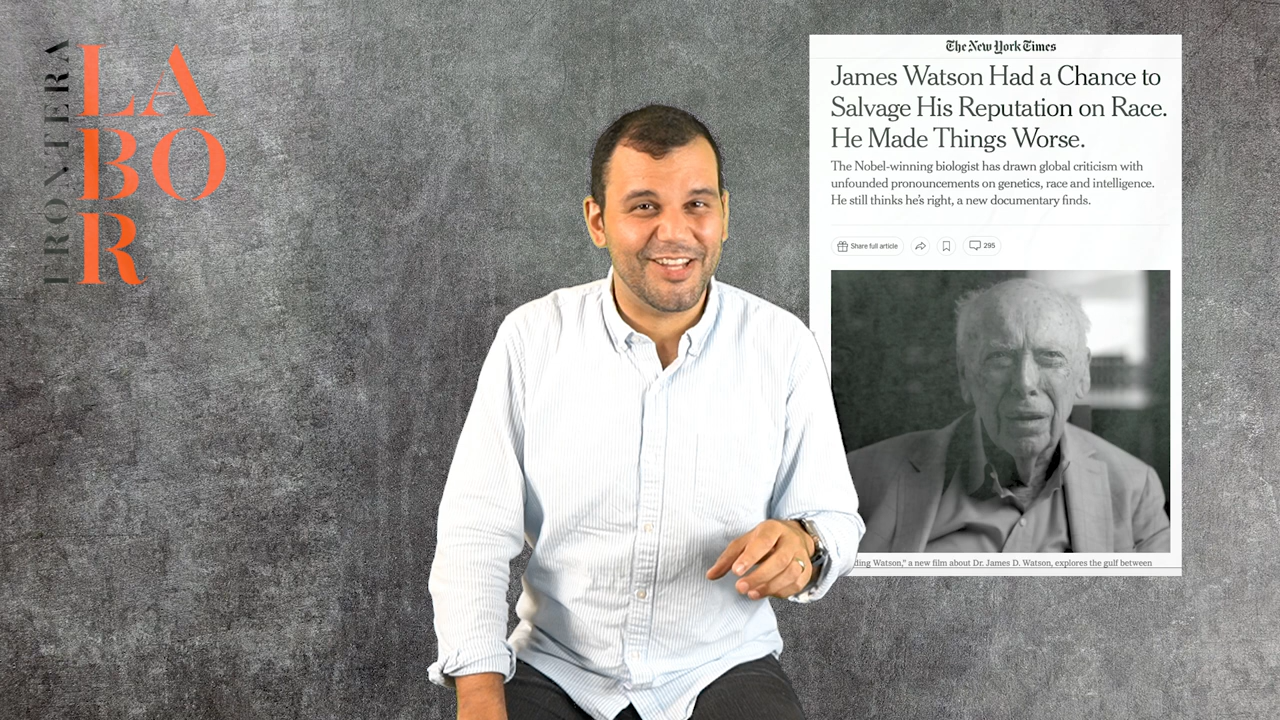 FRONTERA
LA
BO
R
The New York Times
James Watson Had a Chance to
Salvage His Reputation on Race.
He Made Things Worse.
The Nobel-winning biologist has drawn global criticism with
unfounded pronouncements on genetics, race and intelligence.
He still thinks he's right, a new documentary finds.
Share full article
295
ding Watson," a new film about Dr. James D. Watson, explores the gulf between